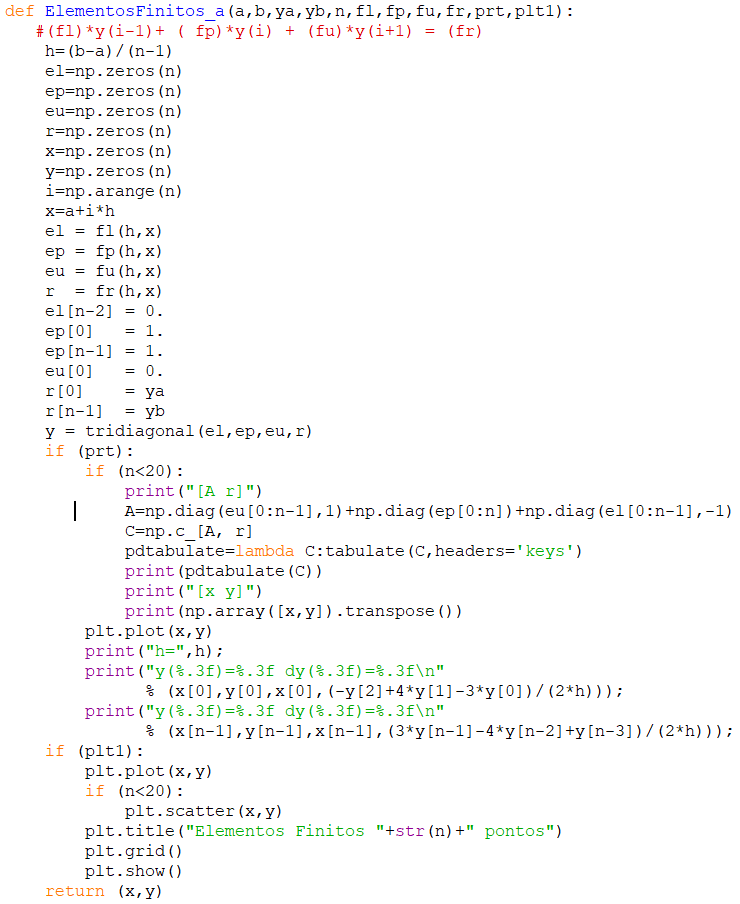 def ElementosFinitos_a(a,b,ya,yb,n,fl,fp,fu,fr,prt,plt1):
   #(fl)*y(i-1)+ ( fp)*y(i) + (fu)*y(i+1) = (fr)
    h=(b-a)/(n-1)
    el=np.zeros(n)
    ep=np.zeros(n)
    eu=np.zeros(n)
    r=np.zeros(n)
    x=np.zeros(n)
    y=np.zeros(n)
    i=np.arange(n)
    x=a+i*h
    el = fl(h,x)
    ep = fp(h,x)
    eu = fu(h,x)
    r  = fr(h,x)
    el[n-2] = 0.
    ep[0]   = 1.
    ep[n-1] = 1.
    eu[0]   = 0.
    r[0]    = ya
    r[n-1]  = yb
    y = tridiagonal(el,ep,eu,r)
    if (prt):
        if (n<20):
            print("[A r]")
            A=np.diag(eu[0:n-1],1)+np.diag(ep[0:n])+np.diag(el[0:n-1],-1)
            C=np.c_[A, r]
            pdtabulate=lambda C:tabulate(C,headers='keys')
            print(pdtabulate(C))
            print("[x y]")
            print(np.array([x,y]).transpose())
        plt.plot(x,y)
        print("h=",h);
        print("y(%.3f)=%.3f dy(%.3f)=%.3f\n"
              % (x[0],y[0],x[0],(-y[2]+4*y[1]-3*y[0])/(2*h)));
        print("y(%.3f)=%.3f dy(%.3f)=%.3f\n"
              % (x[n-1],y[n-1],x[n-1],(3*y[n-1]-4*y[n-2]+y[n-3])/(2*h)));
    if (plt1):
        plt.plot(x,y)
        if (n<20):
            plt.scatter(x,y)
        plt.title("Elementos Finitos "+str(n)+" pontos")
        plt.grid()
        plt.show()
    return (x,y)